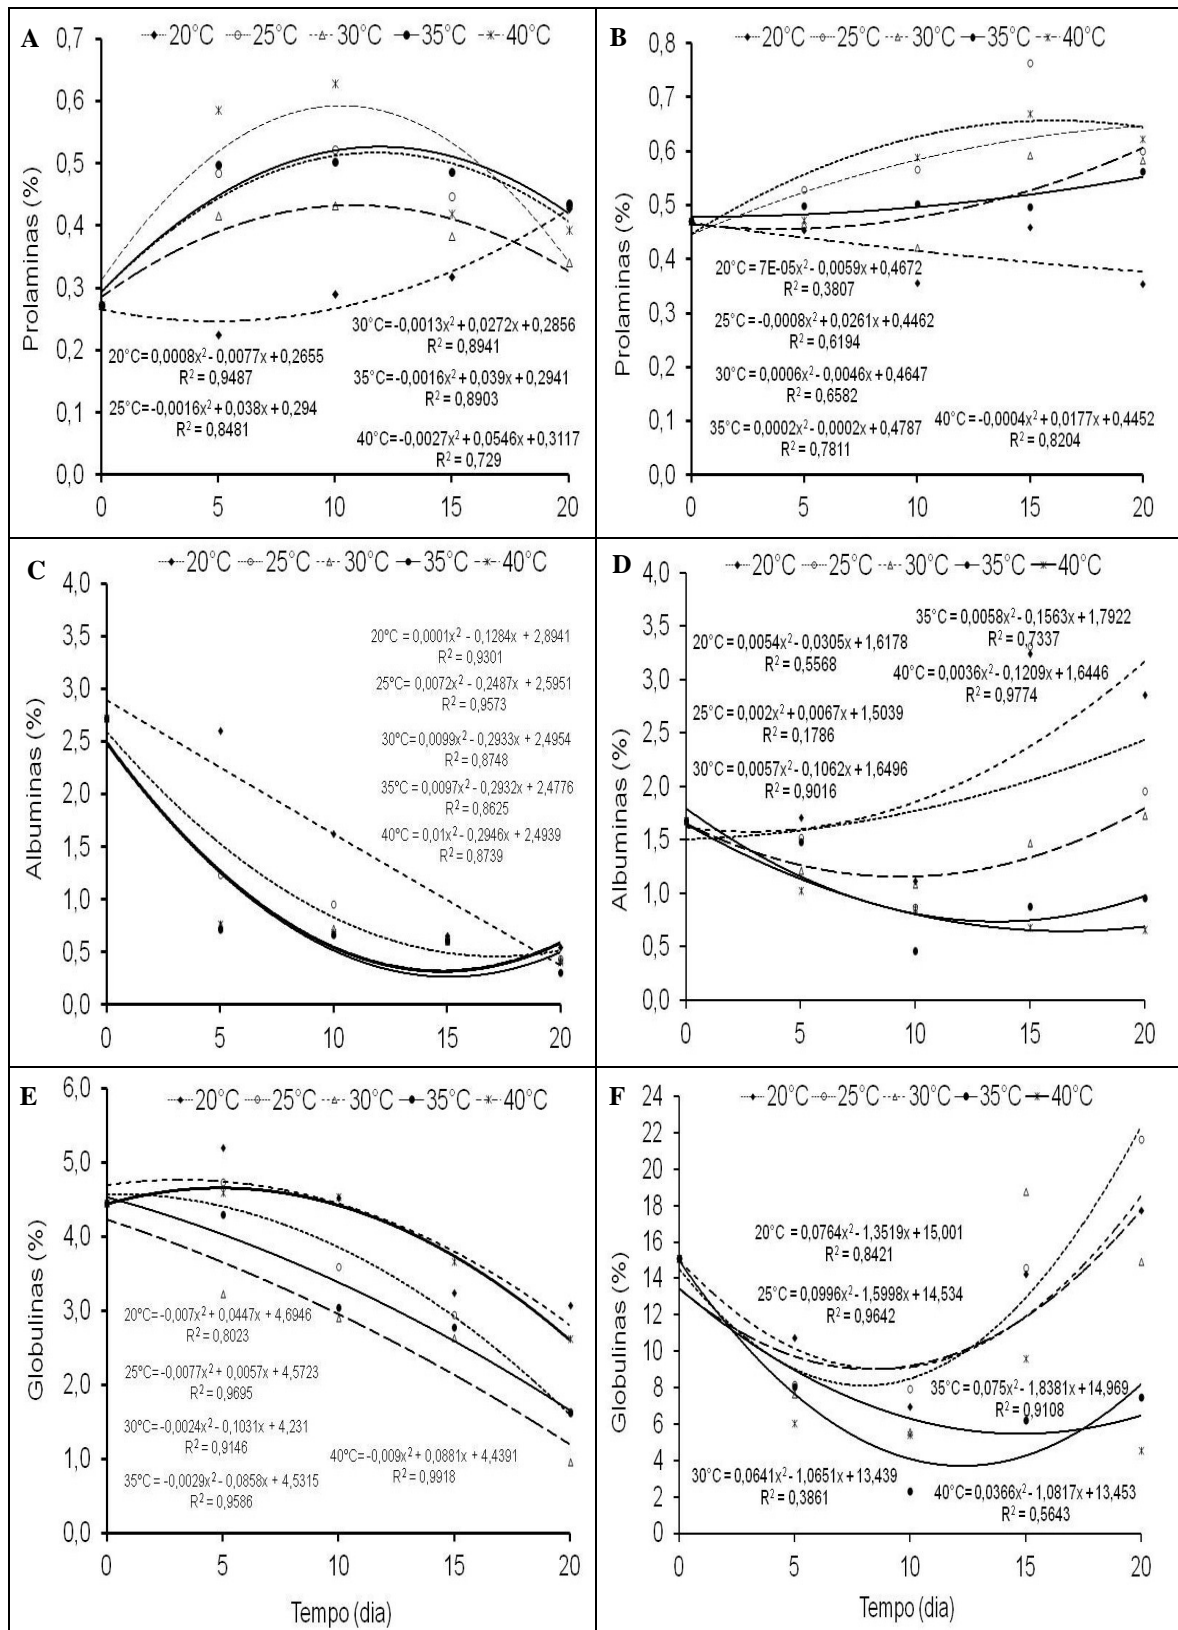 A
20°C 25°C 30°C 35°C 40°C
0,7
0,6
0,5
0,4
0,3
0,2
0,1
0,0
Prolaminas (%)
30°C=-0,0013x²+0,0272x+0,2856
R²=0,8941
20°C=0,0008x²-0,0077x+0,2655
R²=0,9487
35°C=-0,0016x²+0,039x+0,2941
R²=0,8903
25°C=-0,0016x²+0,038x+0,294
R²=0,8481
40°C=-0,0027x²+0,0546x+0,3117
R²=0,729
0 5 10 15 20
B
20°C 25°C 30°C 35°C 40°C
0,8
0,7
0,6
0,5
0,4
0,3
0,2
0,1
0,0
Prolaminas (%)
20°C=7E-05x²-0,0059x+0,4672
R²=0,3807
25°C=-0,0008x²+0,0261x+0,4462
R²=0,6194
30°C=0,0006x²-0,0046x+0,4647
R²=0,6582
35°C=0,0002x²-0,0002x+0,4787
R²=0,7811
40°C=-0,0004x²+0,0177x+0,4452
R²=0,8204
0 5 10 15 20
C
20°C 25°C 30°C 35°C 40°C
4,0
3,5
3,0
2,5
2,0
1,5
1,0
0,5
0,0
Albuminas (%)
20°C = 0,0001x² - 0,1284x + 2,8941
R² = 0,9301
25°C= 0,0072x² - 0,2487x + 2,5951
R² = 0,9573
30°C= 0,0099x² - 0,2933x + 2,4954
R² = 0,8748
35°C = 0,0097x² - 0,2932x + 2,4776
R² = 0,8625
40°C = 0,01x² - 0,2946x + 2,4939
R² = 0,8739
0 5 10 15 20
D
20°C 25°C 30°C 35°C 40°C
4,0
3,5
3,0
2,5
2,0
1,5
1,0
0,5
0,0
Albuminas (%)
35°C = 0,0058x² - 0,1563x + 1,7922
R² = 0,7337
20°C = 0,0054x² - 0,0305x + 1,6178
R² = 0,5568
40°C = 0,0036x² - 0,1209x + 1,6446
R² = 0,9774
25°C = 0,002x² + 0,0067x + 1,5039
R² = 0,1786
30°C = 0,0057x² - 0,1062x + 1,6496
R² = 0,9016
0 5 10 15 20
E
20°C 25°C 30°C 35°C 40°C
6,0
5,0
4,0
3,0
2,0
1,0
0,0
Globulinas (%)
20°C = -0,007x² + 0,0447x + 4,6946
R² = 0,8023
25°C = -0,0077x² + 0,0057x + 4,5723
R² = 0,9695
30°C = -0,0024x² - 0,1031x + 4,231
R² = 0,9146
35°C = -0,0029x² - 0,0858x + 4,5315
R² = 0,9586
40°C = -0,009x² + 0,0881x + 4,4391
R² = 0,9918
0 5 10 15 20
Tempo (dia)
F
20°C 25°C 30°C 35°C 40°C
24
22
20
18
16
14
12
10
8
6
4
2
0
Globulinas (%)
20°C = 0,0764x² - 1,3519x + 15,001
R² = 0,8421
25°C = 0,0996x² - 1,5998x + 14,534
R² = 0,9642
35°C = 0,075x² - 1,8381x + 14,969
R² = 0,9108
30°C = 0,0641x² - 1,0651x + 13,439
R² = 0,3861
40°C = 0,0366x² - 1,0817x + 13,453
R² = 0,5643
0 5 10 15 20
Tempo (dia)